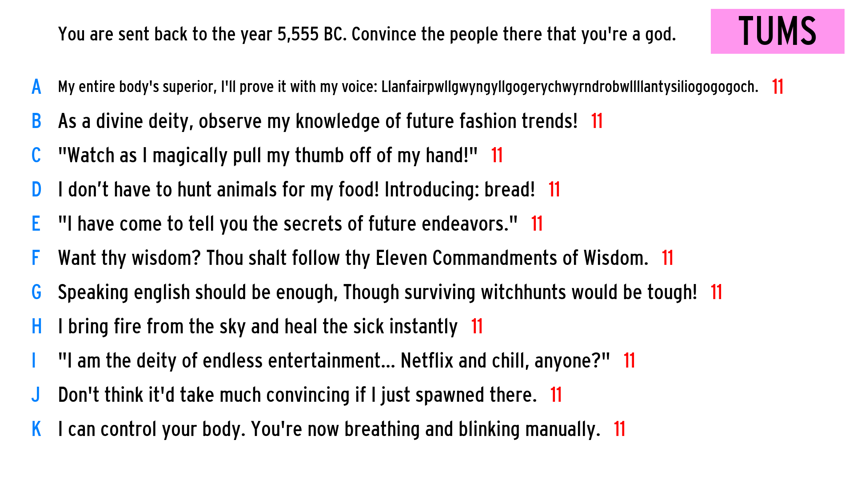 You are sent back to the year 5,555 BC. Convince the people there that you're a god.
TUMS
A My entire body's superior, I'll prove it with my voice: Llanfairpwllgwyngyllgogerychwyrndrobwllllantysiliogogogoch. 11
B As a divine deity, observe my knowledge of future fashion trends! 11
C "Watch as I magically pull my thumb off of my hand!" 11
D I don’t have to hunt animals for my food! Introducing: bread! 11
E "I have come to tell you the secrets of future endeavors." 11
F Want thy wisdom? Thou shalt follow thy Eleven Commandments of Wisdom. 11
G Speaking english should be enough, Though surviving witchhunts would be tough! 11
H I bring fire from the sky and heal the sick instantly 11
I "I am the deity of endless entertainment... Netflix and chill, anyone?" 11
J Don't think it'd take much convincing if I just spawned there. 11
K I can control your body. You're now breathing and blinking manually. 11